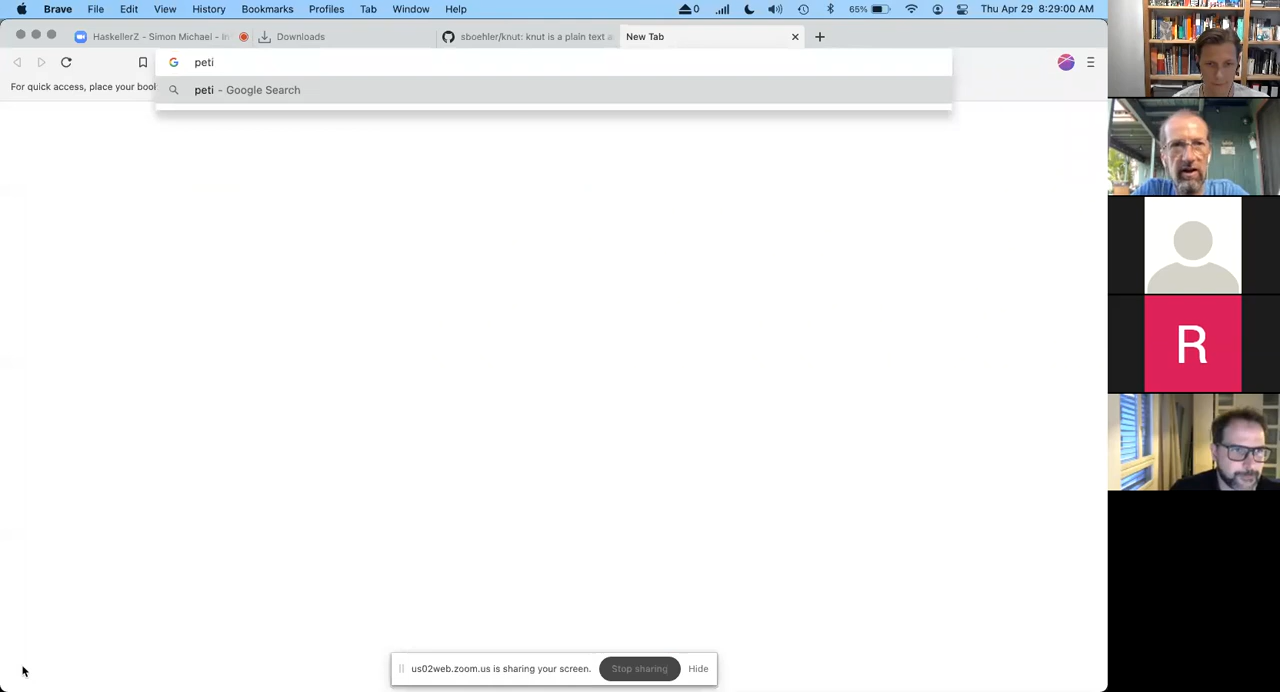 Brave File Edit View History Bookmarks Profiles Tab Window Help 0 65% Thu Apr 29 8:29:00 AM
HaskellerZ - Simon Michael - In Downloads sboehler/knut: knut is a plain text a New Tab
peti
For quick access, place your book
peti - Google Search
R
us02web.zoom.us is sharing your screen. Stop sharing Hide